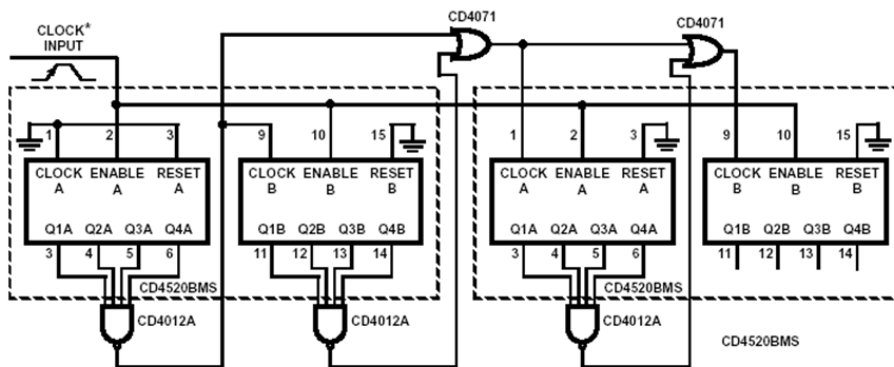 CD4071
CD4071
CLOCK*
INPUT
1 2 3 9 10 15 1 2 3 9 10 15
CLOCK ENABLE RESET
A A A
CLOCK ENABLE RESET
B B B
CLOCK ENABLE RESET
A A A
CLOCK ENABLE RESET
B B B
Q1A Q2A Q3A Q4A
Q1B Q2B Q3B Q4B
Q1A Q2A Q3A Q4A
Q1B Q2B Q3B Q4B
3 4 5 6
11 12 13 14
3 4 5 6
11 12 13 14
CD4520BMS
CD4520BMS
CD4012A
CD4012A
CD4012A
CD4520BMS